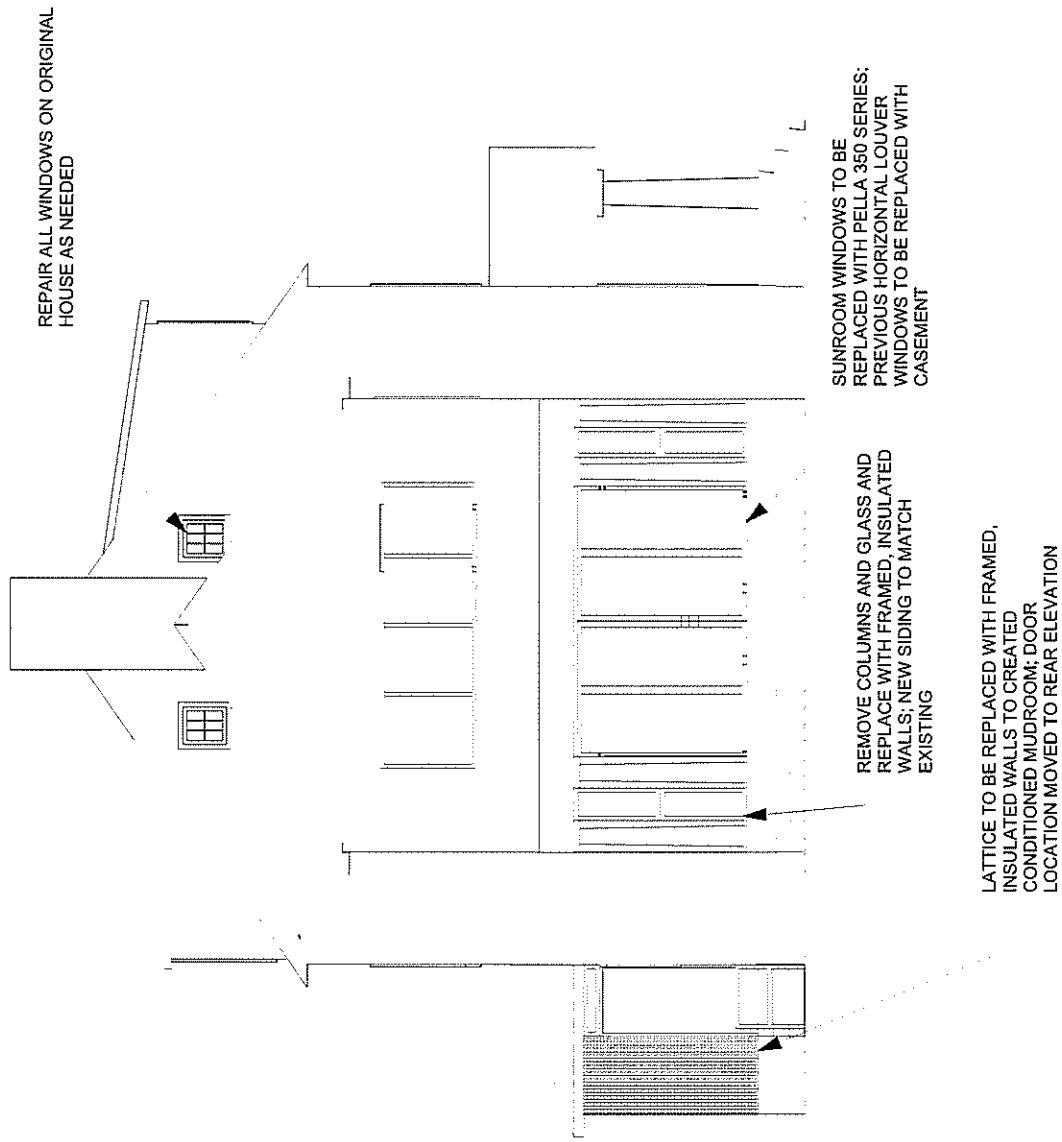 REPAIR ALL WINDOWS ON ORIGINAL
HOUSE AS NEEDED
SUNROOM WINDOWS TO BE
REPLACED WITH PELLA 350 SERIES;
PREVIOUS HORIZONTAL LOUVER
WINDOWS TO BE REPLACED WITH
CASEMENT
REMOVE COLUMNS AND GLASS AND
REPLACE WITH FRAMED, INSULATED
WALLS; NEW SIDING TO MATCH
EXISTING
LATTICE TO BE REPLACED WITH FRAMED,
INSULATED WALLS TO CREATED
CONDITIONED MUDROOM; DOOR
LOCATION MOVED TO REAR ELEVATION